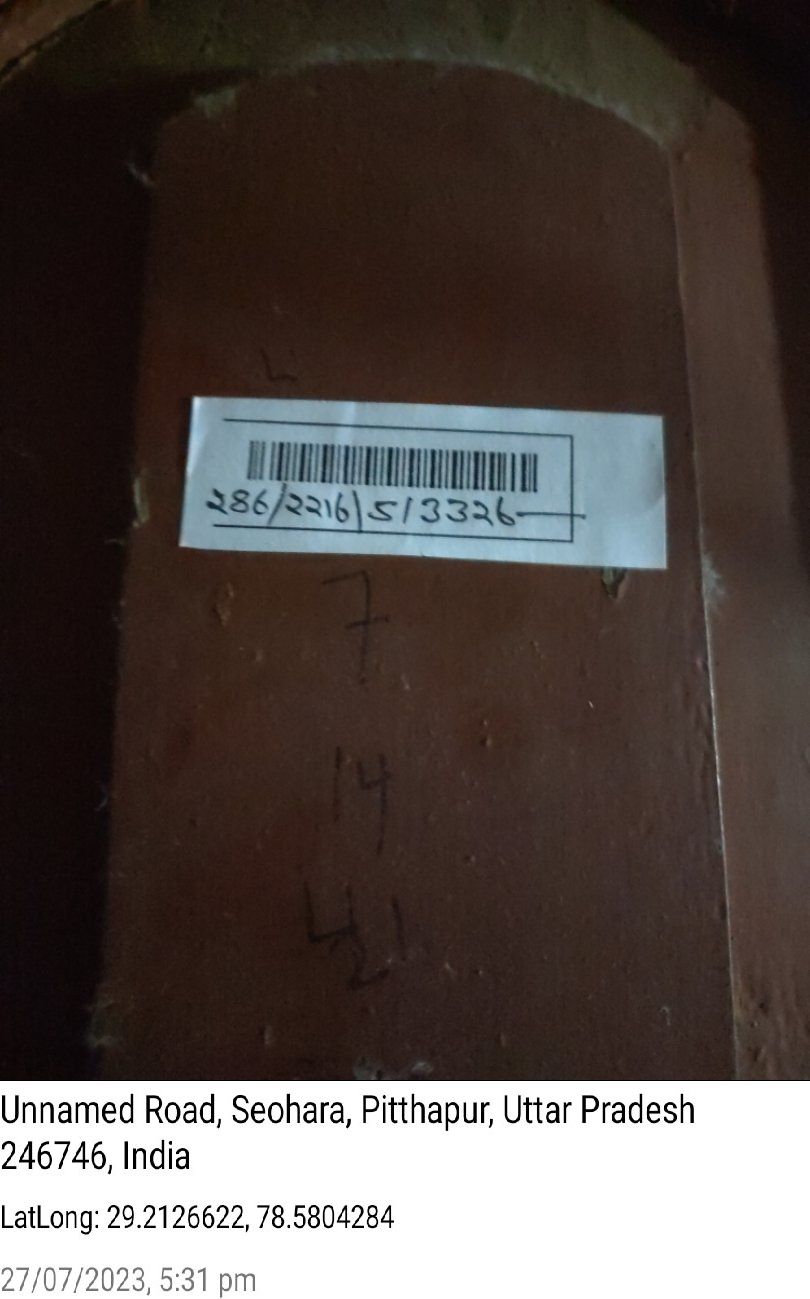 286/2216/5/3326
7
14
21
Unnamed Road, Seohara, Pitthapur, Uttar Pradesh
246746, India
LatLong: 29.2126622, 78.5804284
27/07/2023, 5:31 pm